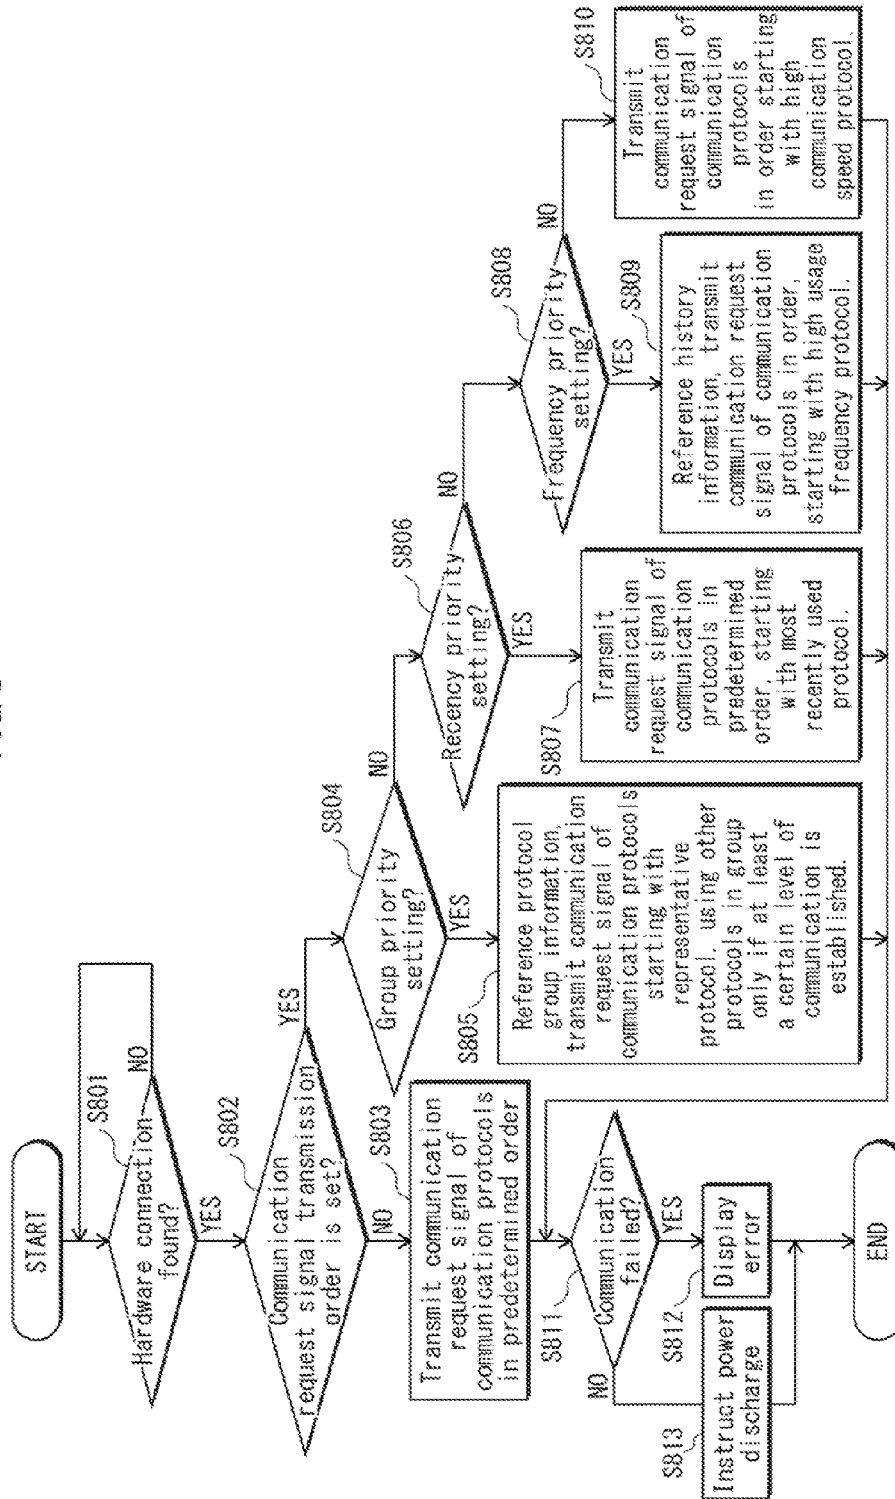 START
S801
Hardware connection
found?
NO
YES
S802
Communication
request signal transmission
order is set?
YES
NO
S803
Transmit communication
request signal of
communication protocols
in predetermined order
S804
Group priority
setting?
NO
YES
S805
Reference protocol
group information,
transmit communication
request signal of
communication protocols
starting with
representative
protocol, using other
protocols in group
only if at least
a certain level of
communication is
established.
S806
Recency priority
setting?
NO
YES
S807
Transmit
communication
request signal of
communication
protocols in
predetermined
order, starting
with most
recently used
protocol.
S808
Frequency priority
setting?
NO
YES
S809
Reference history
information, transmit
communication request
signal of communication
protocols in order,
starting with high usage
frequency protocol.
S810
Transmit
communication
request signal of
communication
protocols
in order starting
with high
communication
speed protocol.
S811
Communication
failed?
NO
YES
S812
Display
error
S813
Instruct power
discharge
END